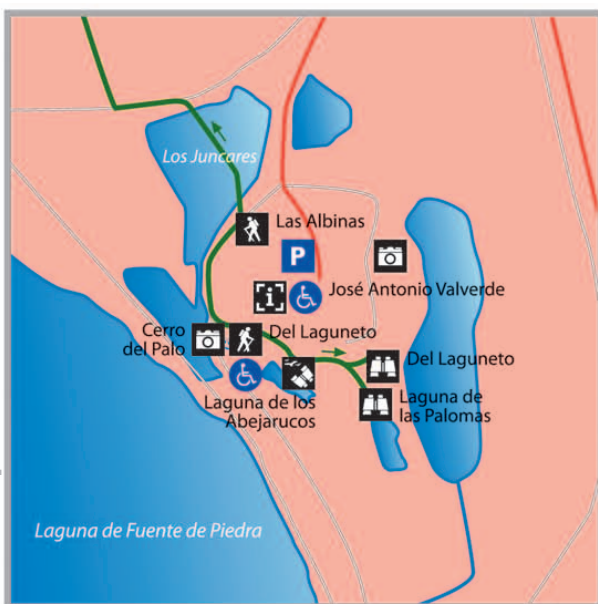 Los Juncares
Las Albinas
P
José Antonio Valverde
i
Cerro
del Palo
Del Laguneto
Del Laguneto
Laguna de los
Abejarucos
Laguna de
las Palomas
Laguna de Fuente de Piedra